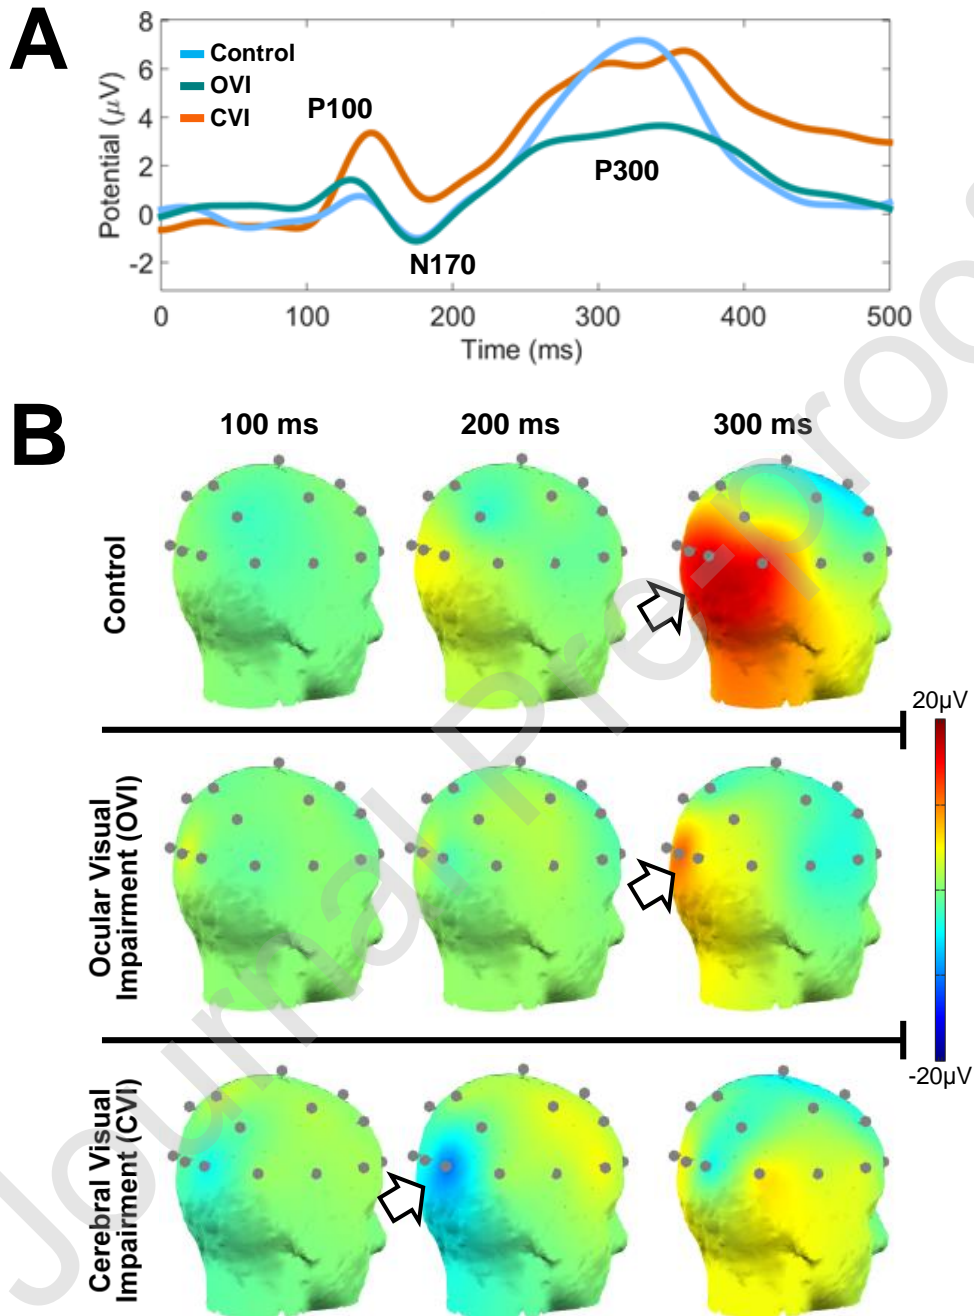 A
8
6
4
2
0
-2
Potential (µV)
Control
OVI
CVI
P100
N170
P300
0 100 200 300 400 500
Time (ms)
B
100 ms 200 ms 300 ms
Control
20µV
Ocular Visual
Impairment (OVI)
-20µV
Cerebral Visual
Impairment (CVI)
Journal Pre-proof